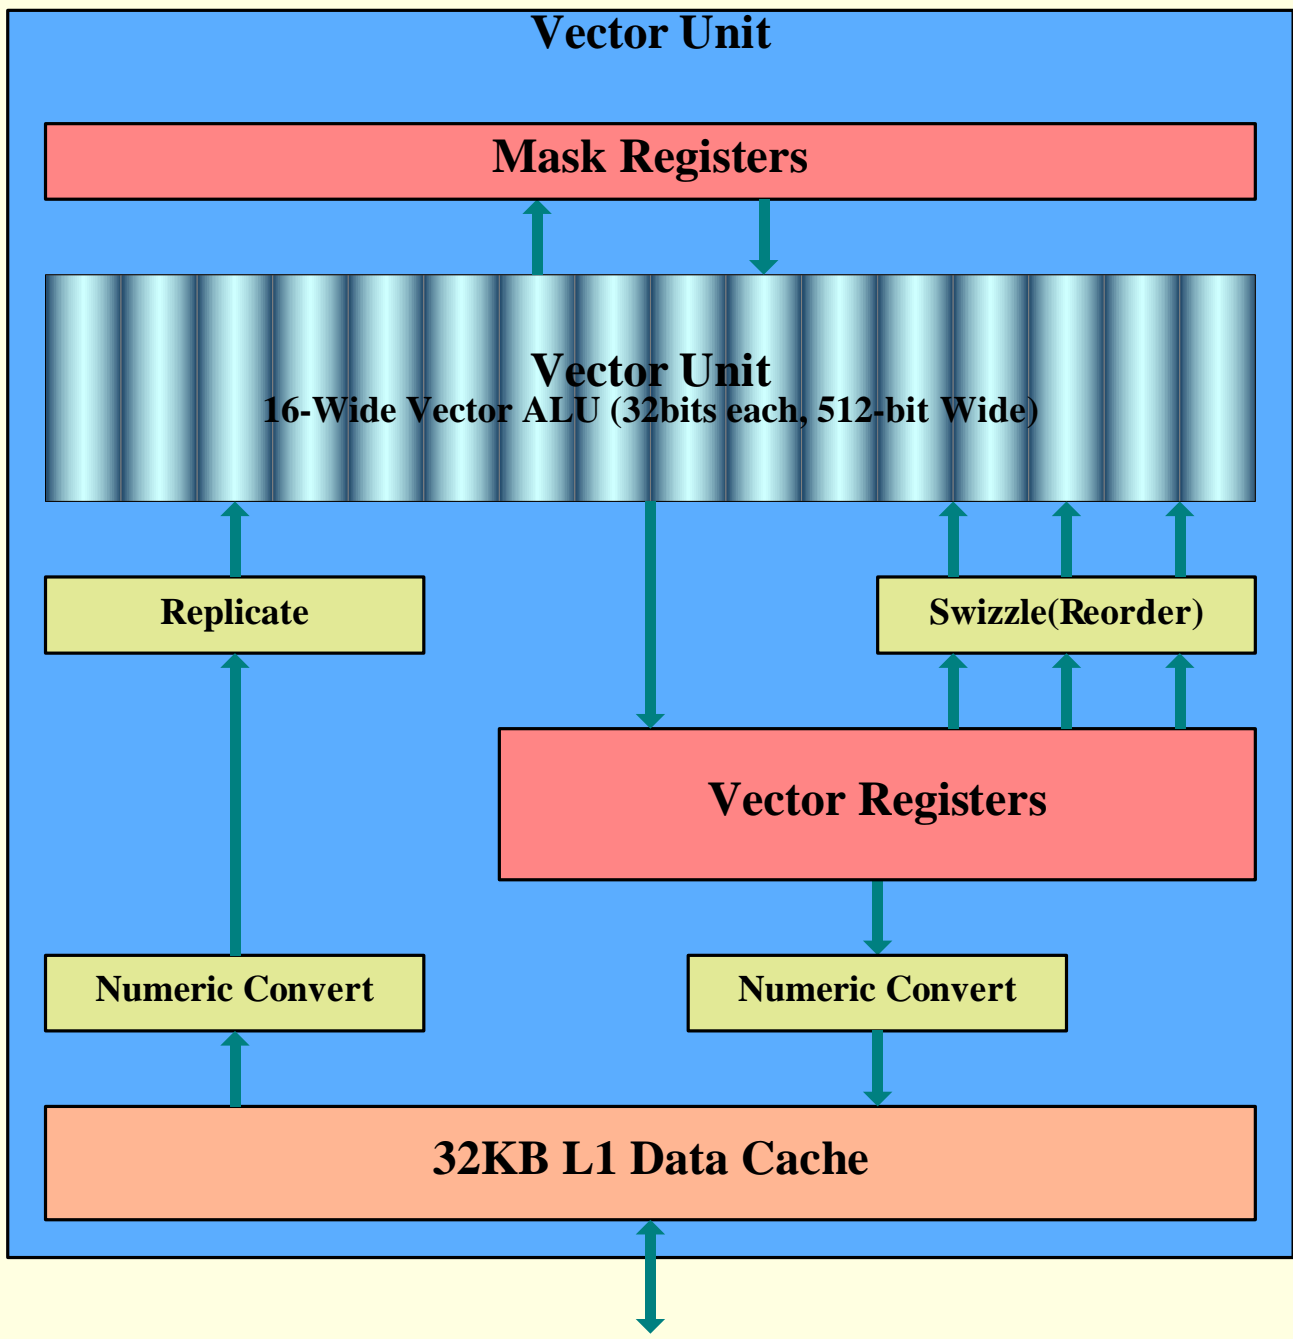 Vector Unit
Mask Registers
Vector Unit
16-Wide Vector ALU (32bits each, 512-bit Wide)
Replicate
Swizzle(Reorder)
Vector Registers
Numeric Convert
Numeric Convert
32KB L1 Data Cache